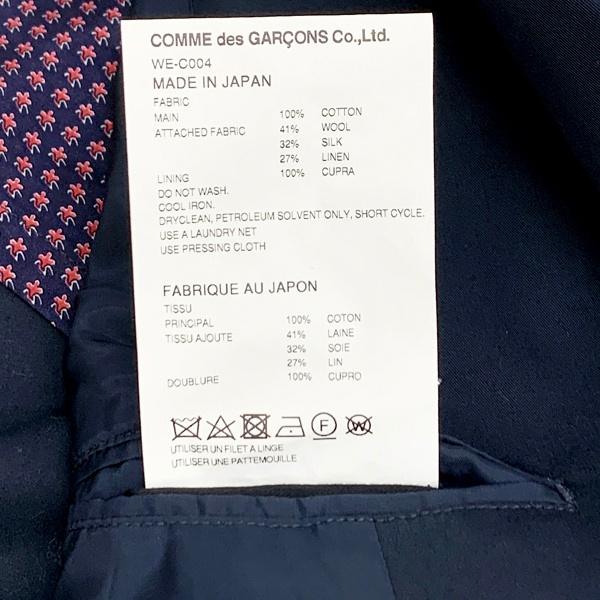 COMME des GARÇONS Co.,Ltd.
WE-C004
MADE IN JAPAN
FABRIC
MAIN 100% COTTON
ATTACHED FABRIC 41% WOOL
32% SILK
27% LINEN
LINING 100% CUPRA
DO NOT WASH.
COOL IRON.
DRYCLEAN, PETROLEUM SOLVENT ONLY, SHORT CYCLE.
USE A LAUNDRY NET
USE PRESSING CLOTH
FABRIQUE AU JAPON
TISSU
PRINCIPAL 100% COTON
TISSU AJOUTE 41% LAINE
32% SOIE
27% LIN
DOUBLURE 100% CUPRO
F W
UTILISER UN FILET A LINGE
UTILISER UNE PATTEMOUILLE